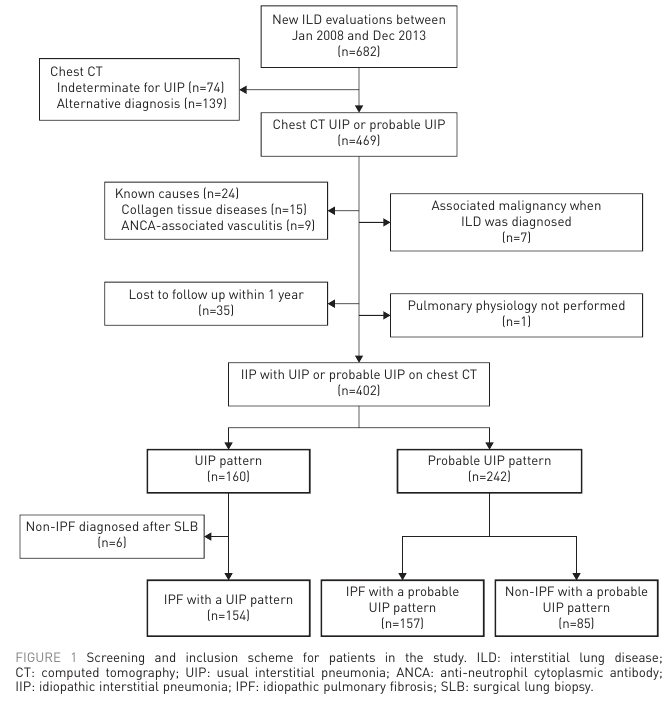 New ILD evaluations between
Jan 2008 and Dec 2013
(n=682)
Chest CT
Indeterminate for UIP (n=74)
Alternative diagnosis (n=139)
Chest CT UIP or probable UIP
(n=469)
Known causes (n=24)
Collagen tissue diseases (n=15)
ANCA-associated vasculitis (n=9)
Associated malignancy when
ILD was diagnosed
(n=7)
Lost to follow up within 1 year
(n=35)
Pulmonary physiology not performed
(n=1)
IIP with UIP or probable UIP on chest CT
(n=402)
UIP pattern
(n=160)
Probable UIP pattern
(n=242)
Non-IPF diagnosed after SLB
(n=6)
IPF with a UIP pattern
(n=154)
IPF with a probable
UIP pattern
(n=157)
Non-IPF with a probable
UIP pattern
(n=85)
FIGURE 1 Screening and inclusion scheme for patients in the study. ILD: interstitial lung disease;
CT: computed tomography; UIP: usual interstitial pneumonia; ANCA: anti-neutrophil cytoplasmic antibody;
IIP: idiopathic interstitial pneumonia; IPF: idiopathic pulmonary fibrosis; SLB: surgical lung biopsy.